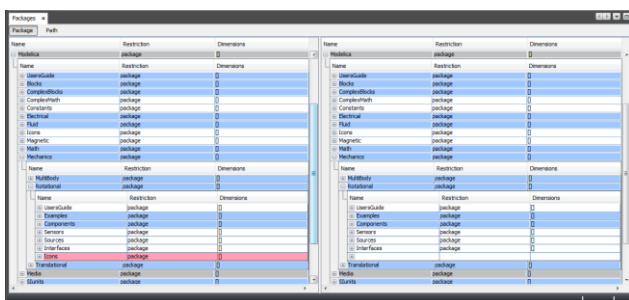 Packages
Package Path
Name Restriction Dimensions Name Restriction Dimensions
Modelica package [] Modelica package []
Name Restriction Dimensions Name Restriction Dimensions
UsersGuide package [] UsersGuide package []
Blocks package [] Blocks package []
ComplexBlocks package [] ComplexBlocks package []
ComplexMath package [] ComplexMath package []
Constants package [] Constants package []
Electrical package [] Electrical package []
Fluid package [] Fluid package []
Icons package [] Icons package []
Magnetic package [] Magnetic package []
Math package [] Math package []
Mechanics package [] Mechanics package []
Name Restriction Dimensions Name Restriction Dimensions
MultiBody package [] MultiBody package []
Rotational package [] Rotational package []
Name Restriction Dimensions Name Restriction Dimensions
UsersGuide package [] UsersGuide package []
Examples package [] Examples package []
Components package [] Components package []
Sensors package [] Sensors package []
Sources package [] Sources package []
Interfaces package [] Interfaces package []
Icons package []
Translational package [] Translational package []
Media package [] Media package []
SIunits package [] SIunits package []